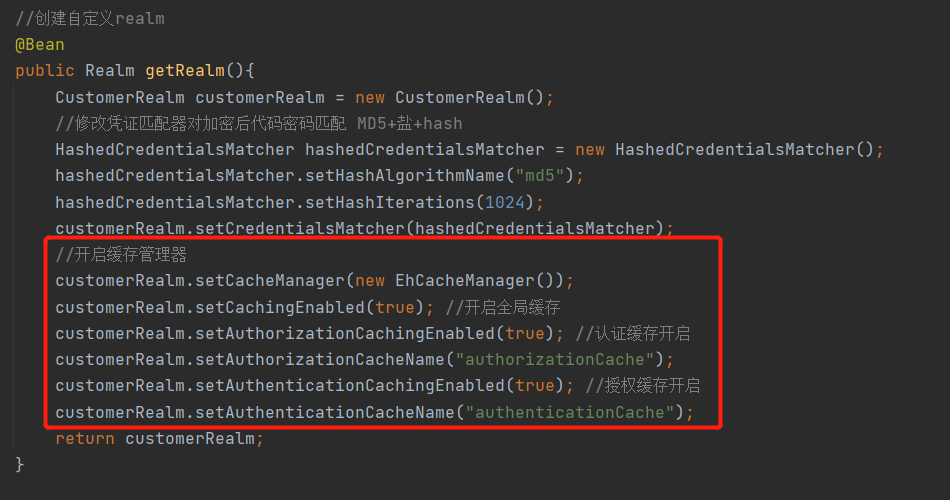 //创建自定义realm
@Bean
public Realm getRealm(){
CustomerRealm customerRealm = new CustomerRealm();
//修改凭证匹配器对加密后代码密码匹配 MD5+盐+hash
HashedCredentialsMatcher hashedCredentialsMatcher = new HashedCredentialsMatcher();
hashedCredentialsMatcher.setHashAlgorithmName("md5");
hashedCredentialsMatcher.setHashIterations(1024);
customerRealm.setCredentialsMatcher(hashedCredentialsMatcher);
//开启缓存管理器
customerRealm.setCacheManager(new EhCacheManager());
customerRealm.setCachingEnabled(true); //开启全局缓存
customerRealm.setAuthorizationCachingEnabled(true); //认证缓存开启
customerRealm.setAuthorizationCacheName("authorizationCache");
customerRealm.setAuthenticationCachingEnabled(true); //授权缓存开启
customerRealm.setAuthenticationCacheName("authenticationCache");
return customerRealm;
}